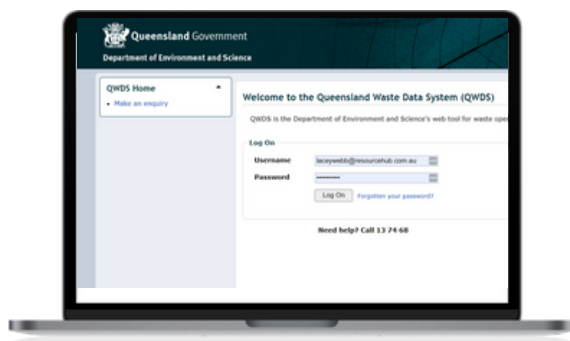 Queensland Government
Department of Environment and Science
QWDS Home
Make an enquiry
Welcome to the Queensland Waste Data System (QWDS)
QWDS is the Department of Environment and Science's web tool for waste oper
Log On
Username laceywebb@resourcehub.com.au
Password ••••••••
Log On Forgotten your password?
Need help? Call 13 74 68